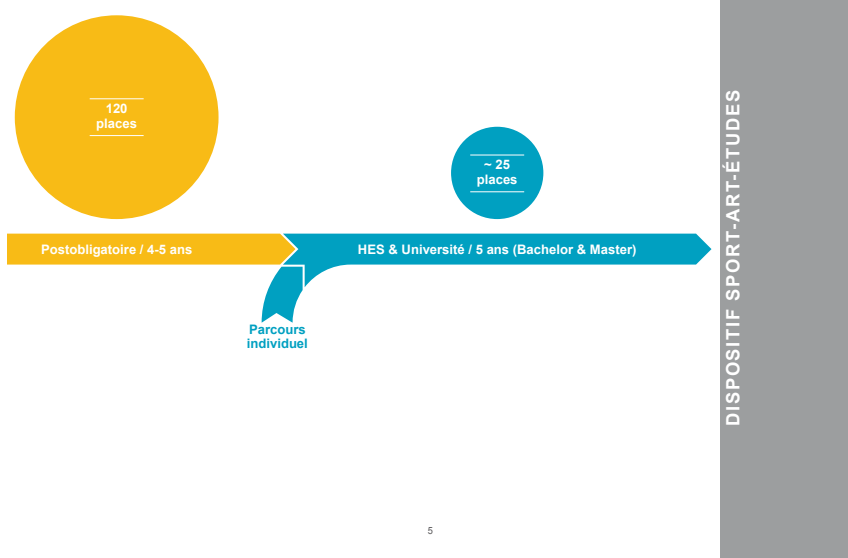 120
places
~ 25
places
Postobligatoire / 4-5 ans
HES & Université / 5 ans (Bachelor & Master)
Parcours
individuel
DISPOSITIF SPORT-ART-ÉTUDES
5